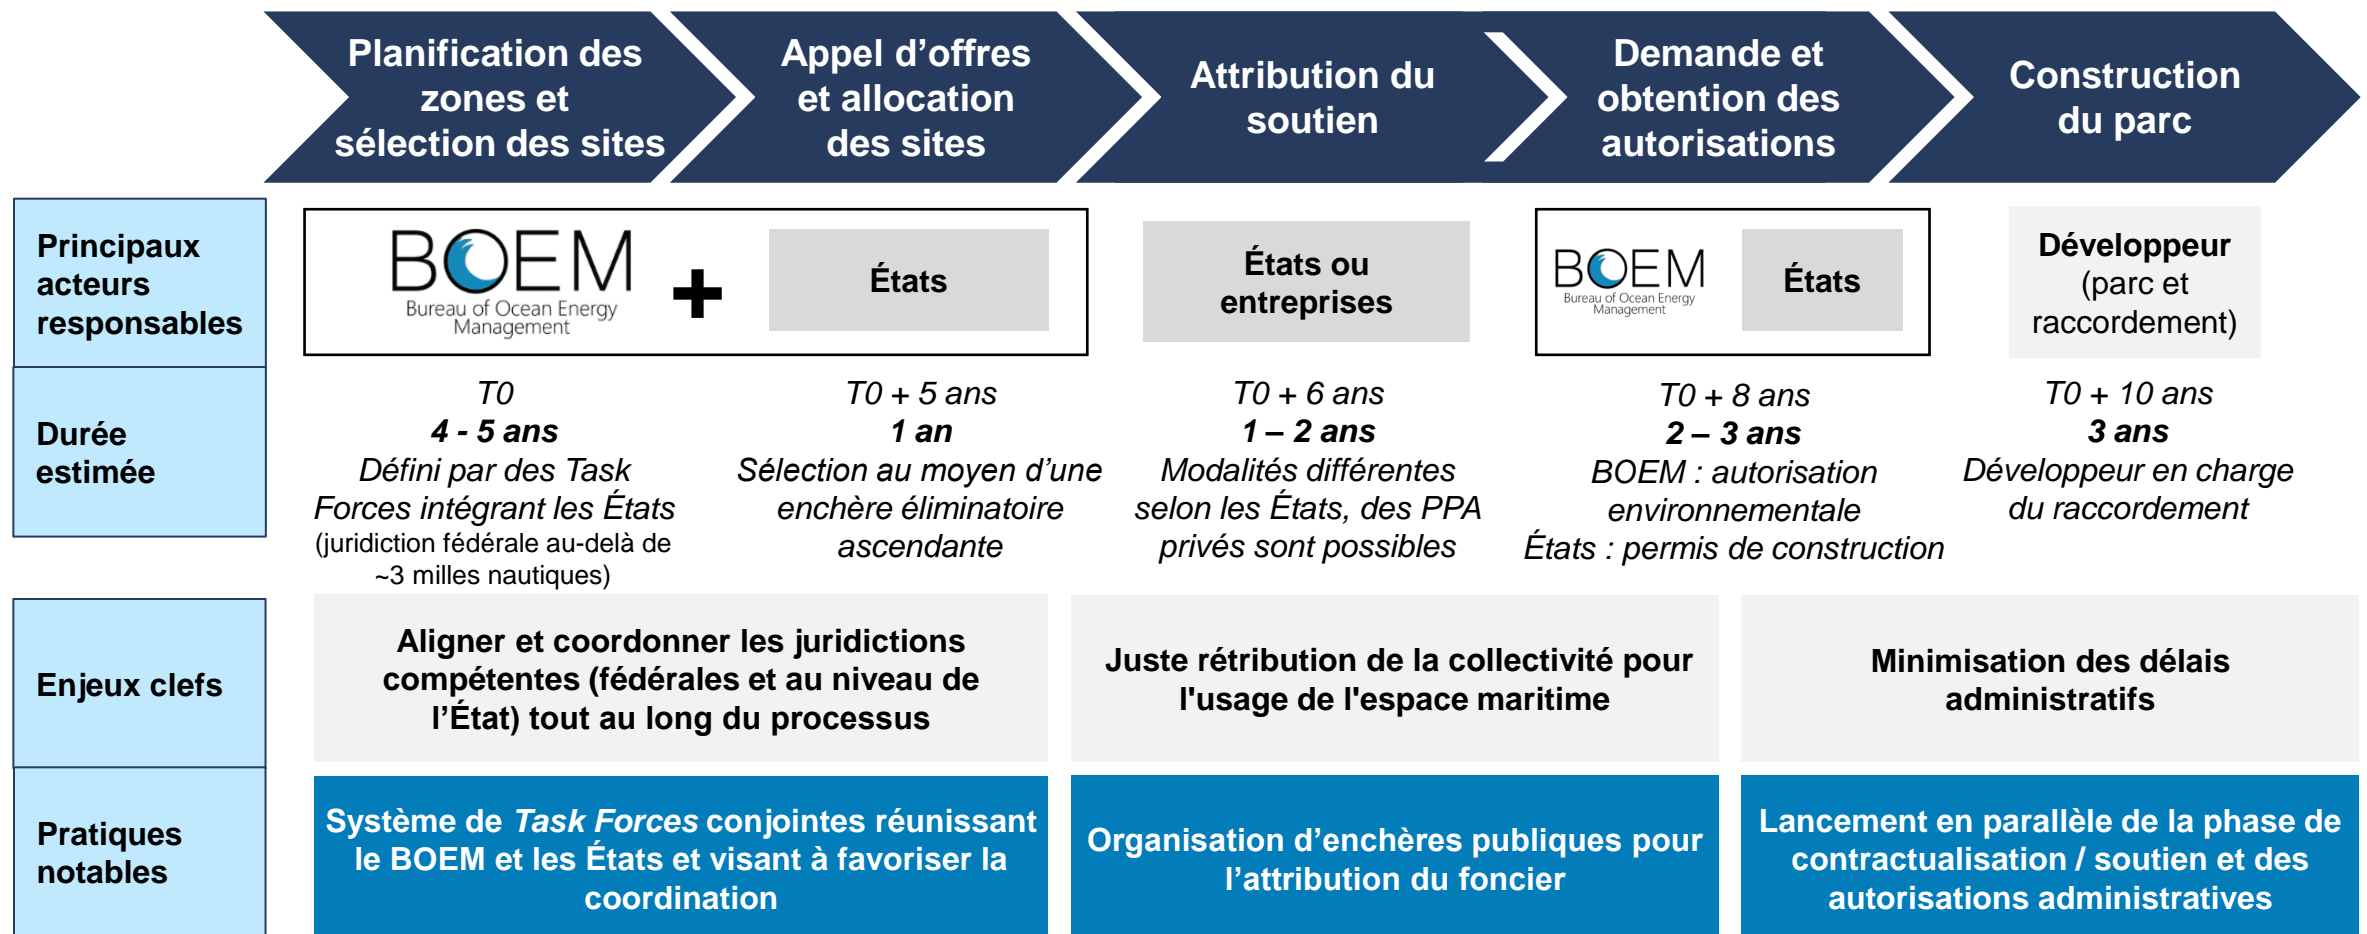 Planification des
zones et
sélection des sites
Appel d’offres
et allocation
des sites
Attribution du
soutien
Demande et
obtention des
autorisations
Construction
du parc
Principaux
acteurs
responsables
BOEM
Bureau of Ocean Energy
Management
+
États
États ou
entreprises
BOEM
Bureau of Ocean Energy
Management
États
Développeur
(parc et
raccordement)
Durée
estimée
T0
4 - 5 ans
Défini par des Task
Forces intégrant les États
(juridiction fédérale au-delà de
~3 milles nautiques)
T0 + 5 ans
1 an
Sélection au moyen d’une
enchère éliminatoire
ascendante
T0 + 6 ans
1 – 2 ans
Modalités différentes
selon les États, des PPA
privés sont possibles
T0 + 8 ans
2 – 3 ans
BOEM : autorisation
environnementale
États : permis de construction
T0 + 10 ans
3 ans
Développeur en charge
du raccordement
Enjeux clefs
Aligner et coordonner les juridictions
compétentes (fédérales et au niveau de
l’État) tout au long du processus
Juste rétribution de la collectivité pour
l'usage de l'espace maritime
Minimisation des délais
administratifs
Pratiques
notables
Système de Task Forces conjointes réunissant
le BOEM et les États et visant à favoriser la
coordination
Organisation d’enchères publiques pour
l’attribution du foncier
Lancement en parallèle de la phase de
contractualisation / soutien et des
autorisations administratives